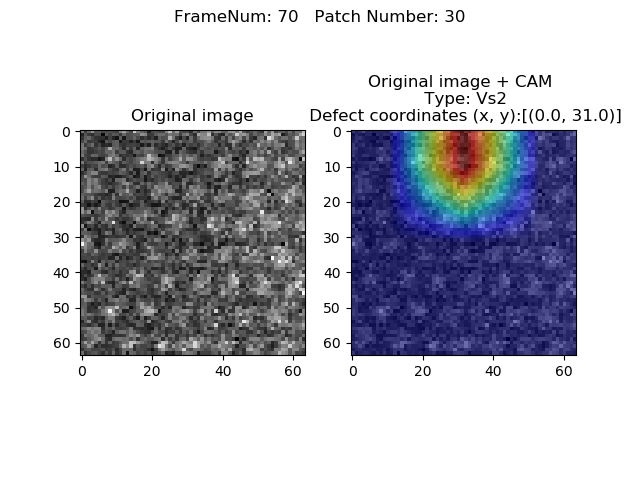 FrameNum: 70   Patch Number: 30
Original image
0
10
20
30
40
50
60
0 20 40 60
Original image + CAM
Type: Vs2
Defect coordinates (x, y):[(0.0, 31.0)]
0
10
20
30
40
50
60
0 20 40 60